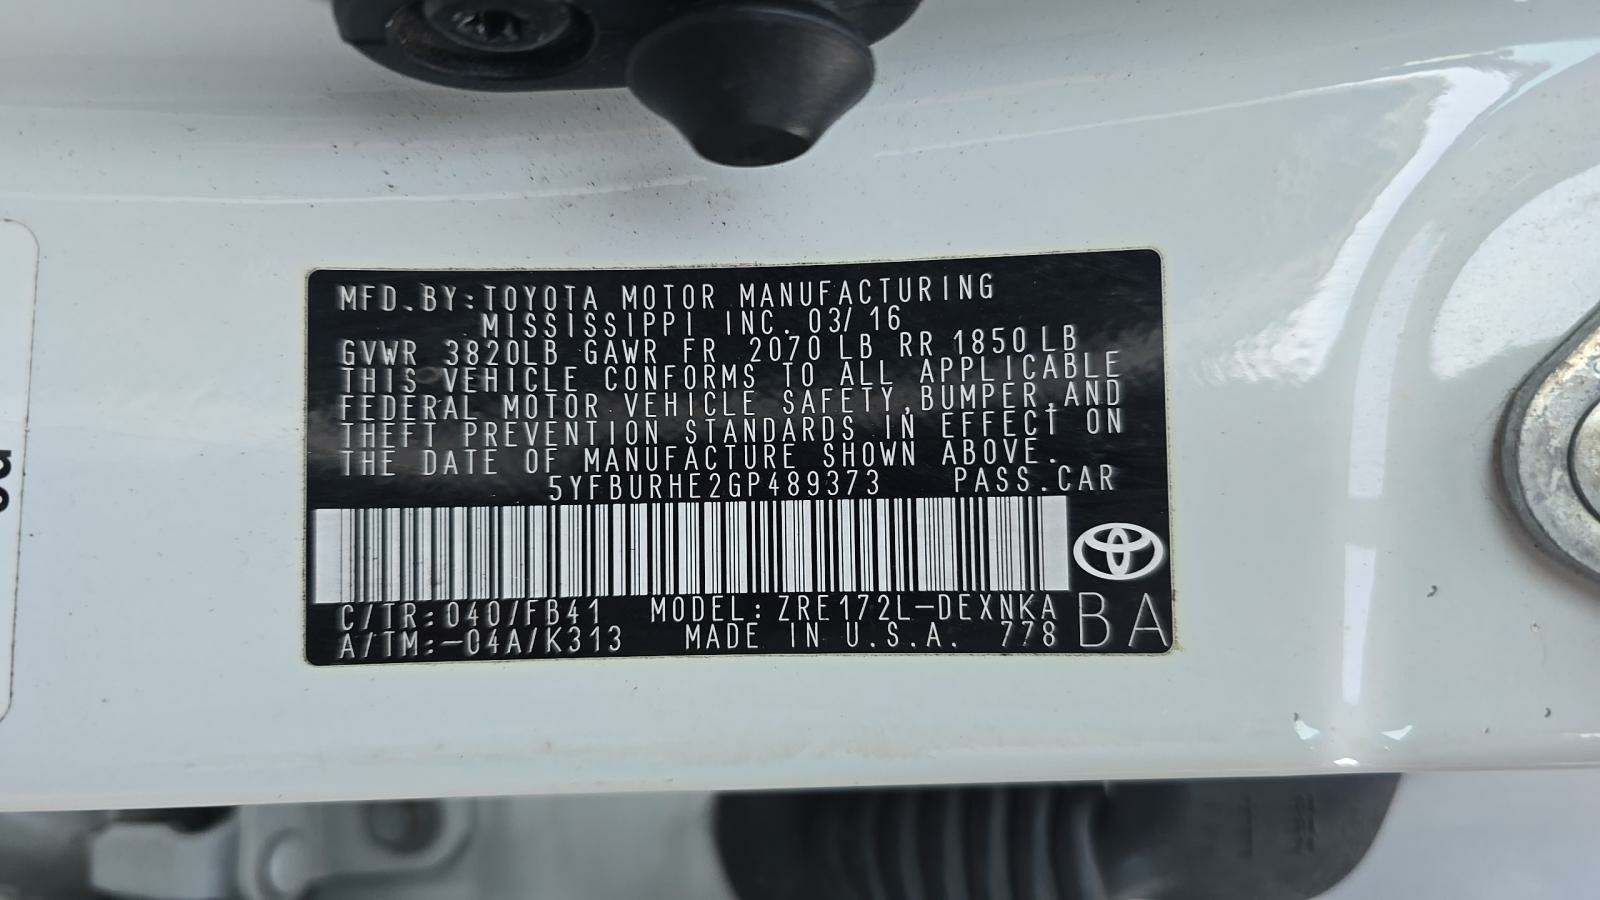 MFD.BY:TOYOTA MOTOR MANUFACTURING
MISSISSIPPI INC. 03/16
GVWR 3820LB GAWR FR 2070 LB RR 1850 LB
THIS VEHICLE CONFORMS TO ALL APPLICABLE
FEDERAL MOTOR VEHICLE SAFETY,BUMPER,AND
THEFT PREVENTION STANDARDS IN EFFECT ON
THE DATE OF MANUFACTURE SHOWN ABOVE.
5YFBURHE2GP489373 PASS.CAR
C/TR:040/FB41 MODEL:ZRE172L-DEXNKA
A/TM:-04A/K313 MADE IN U.S.A. 778 BA